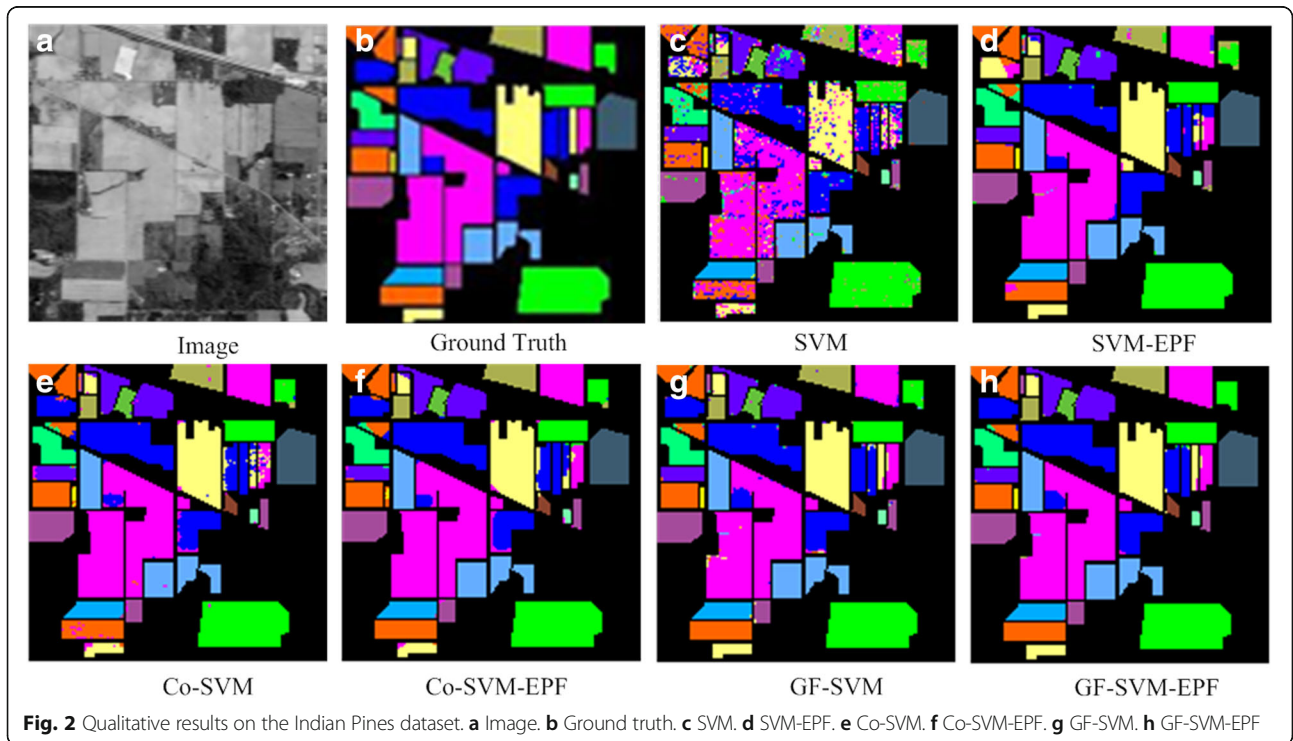 a b c d
Image Ground Truth SVM SVM-EPF
e f g h
Co-SVM Co-SVM-EPF GF-SVM GF-SVM-EPF
Fig. 2 Qualitative results on the Indian Pines dataset. a Image. b Ground truth. c SVM. d SVM-EPF. e Co-SVM. f Co-SVM-EPF. g GF-SVM. h GF-SVM-EPF